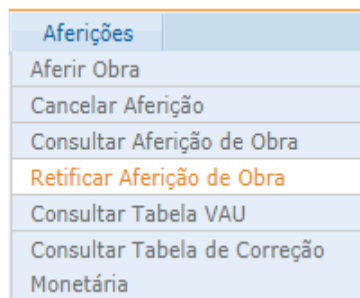 Aferições
Aferir Obra
Cancelar Aferição
Consultar Aferição de Obra
Retificar Aferição de Obra
Consultar Tabela VAU
Consultar Tabela de Correção
Monetária